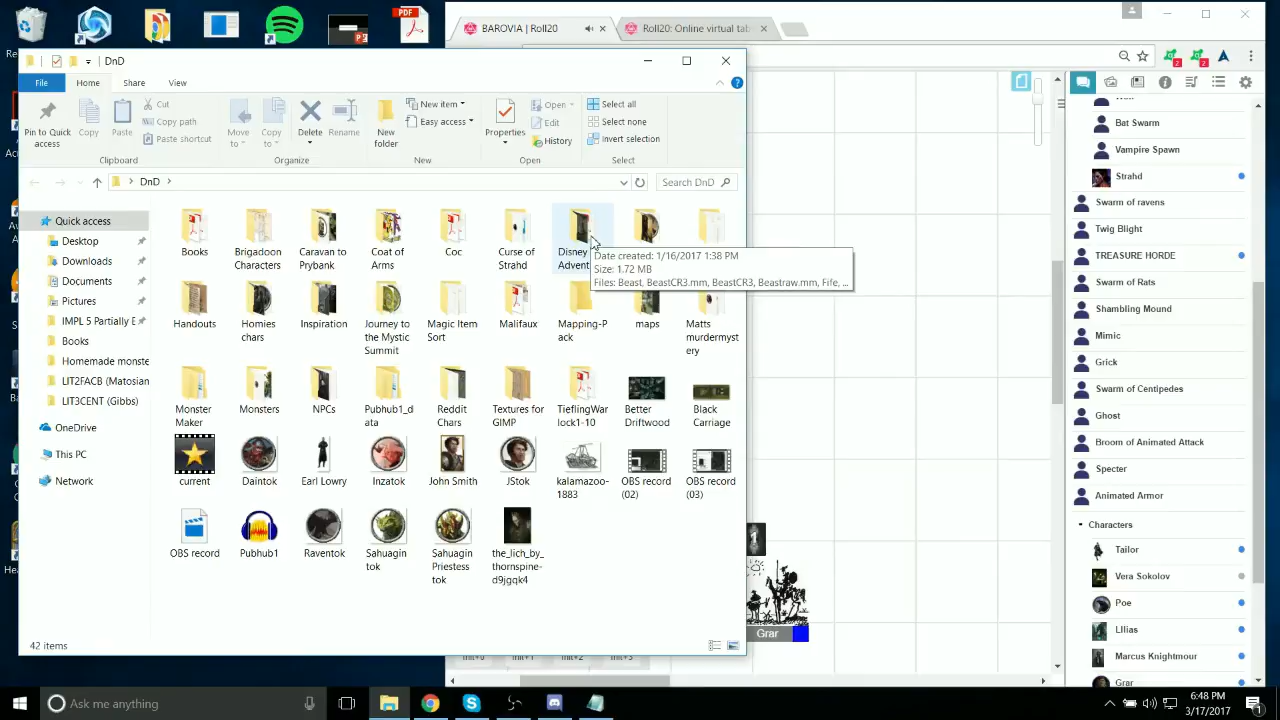 BAROVIA | Roll20
Roll20: Online virtual tab
DnD
File
Home
Share
View
Pin to Quick access
Copy
Paste
Cut
Copy path
Paste shortcut
Clipboard
Move to
Copy to
Delete
Rename
Organize
New folder
New item
Easy access
New
Properties
Open
Edit
History
Open
Select all
Select none
Invert selection
Select
DnD
Search DnD
Quick access
Desktop
Downloads
Documents
Pictures
IMPL 5 Partially E
Books
Homemade monste
LIT2FACB (Matosian
LIT3CENT (Gibbs)
OneDrive
This PC
Network
Books
Brigadoon Characters
Caravan to Prybank
Coat of Arms
Coc
Curse of Strahd
Disney Advent
Date created: 1/16/2017 1:38 PM
Size: 1.72 MB
Files: Beast, BeastCR3.mm, BeastCR3, Beastraw.mm, Fife, ...
Handouts
Homies chars
Inspiration
Journey to the Mystic Summit
Magic Item Sort
Malifaux
Mapping-Pack
maps
Matts murdermystery
Monster Maker
Monsters
NPCs
Pubhub1_data
Reddit Chars
Textures for GIMP
TieflingWarlock1-10
Better Driftwood
Black Carriage
current
Daintok
Earl Lowry
Inzatok
John Smith
JStok
kalamazoo-1883
OBS record (02)
OBS record (03)
OBS record
Pubhub1
Raventok
Sahuagin tok
Sahuagin Priestess tok
the_lich_by_thornspine-d9jgqk4
42 items
Grar
Bat Swarm
Vampire Spawn
Strahd
Swarm of ravens
Twig Blight
TREASURE HORDE
Swarm of Rats
Shambling Mound
Mimic
Grick
Swarm of Centipedes
Ghost
Broom of Animated Attack
Specter
Animated Armor
Characters
Tailor
Vera Sokolov
Poe
Lllias
Marcus Knightmour
Grar
Ask me anything
6:48 PM
3/17/2017